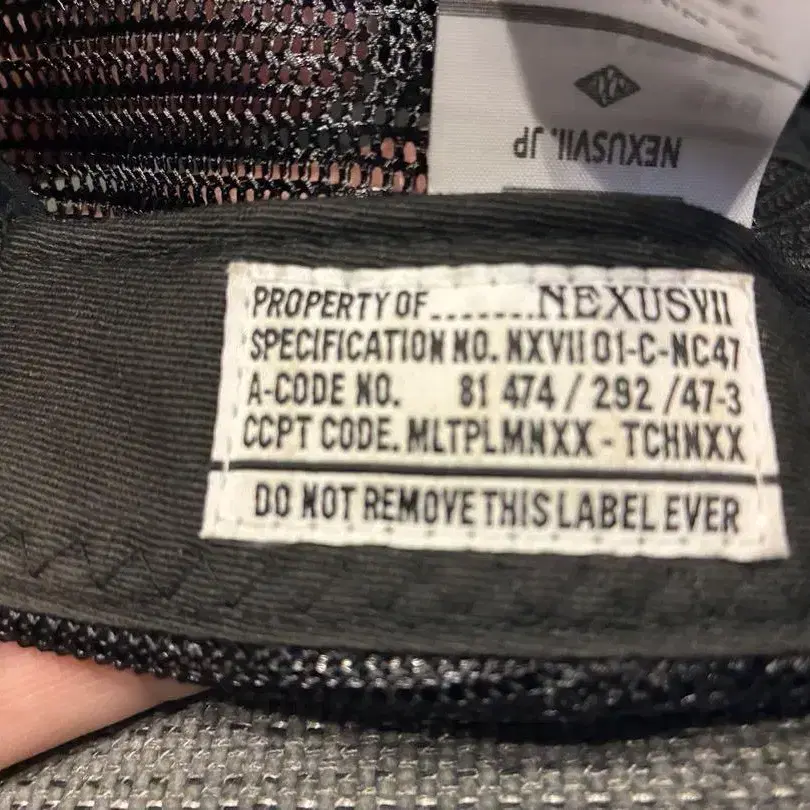 NEXUSVII.JP
PROPERTY OF.......NEXUSVII
SPECIFICATION NO. NXVII 01-C-NC47
A-CODE NO. 81 474 / 292 / 47-3
CCPT CODE. MLTPLMNXX - TCHNXX
DO NOT REMOVE THIS LABEL EVER